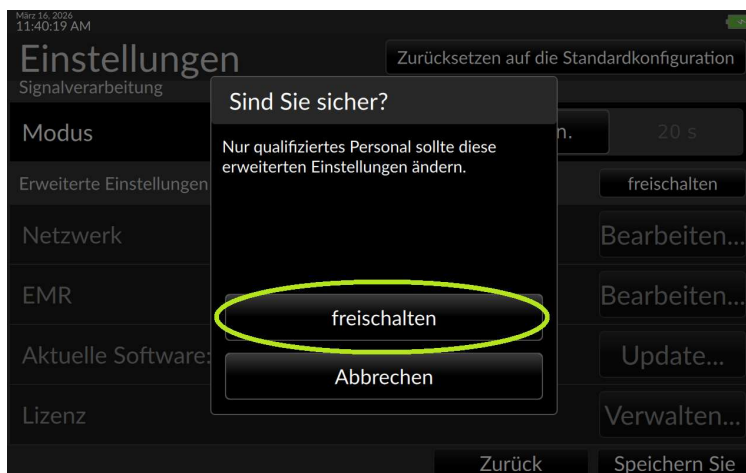 März 16, 2026
11:40:19 AM
Einstellungen
Zurücksetzen auf die Standardkonfiguration
Signalverarbeitung
Sind Sie sicher?
Modus
n.
20 s
Nur qualifiziertes Personal sollte diese
erweiterten Einstellungen ändern.
Erweiterte Einstellungen
freischalten
Netzwerk
Bearbeiten...
EMR
Bearbeiten...
freischalten
Aktuelle Software:
Update...
Abbrechen
Lizenz
Verwalten...
Zurück
Speichern Sie